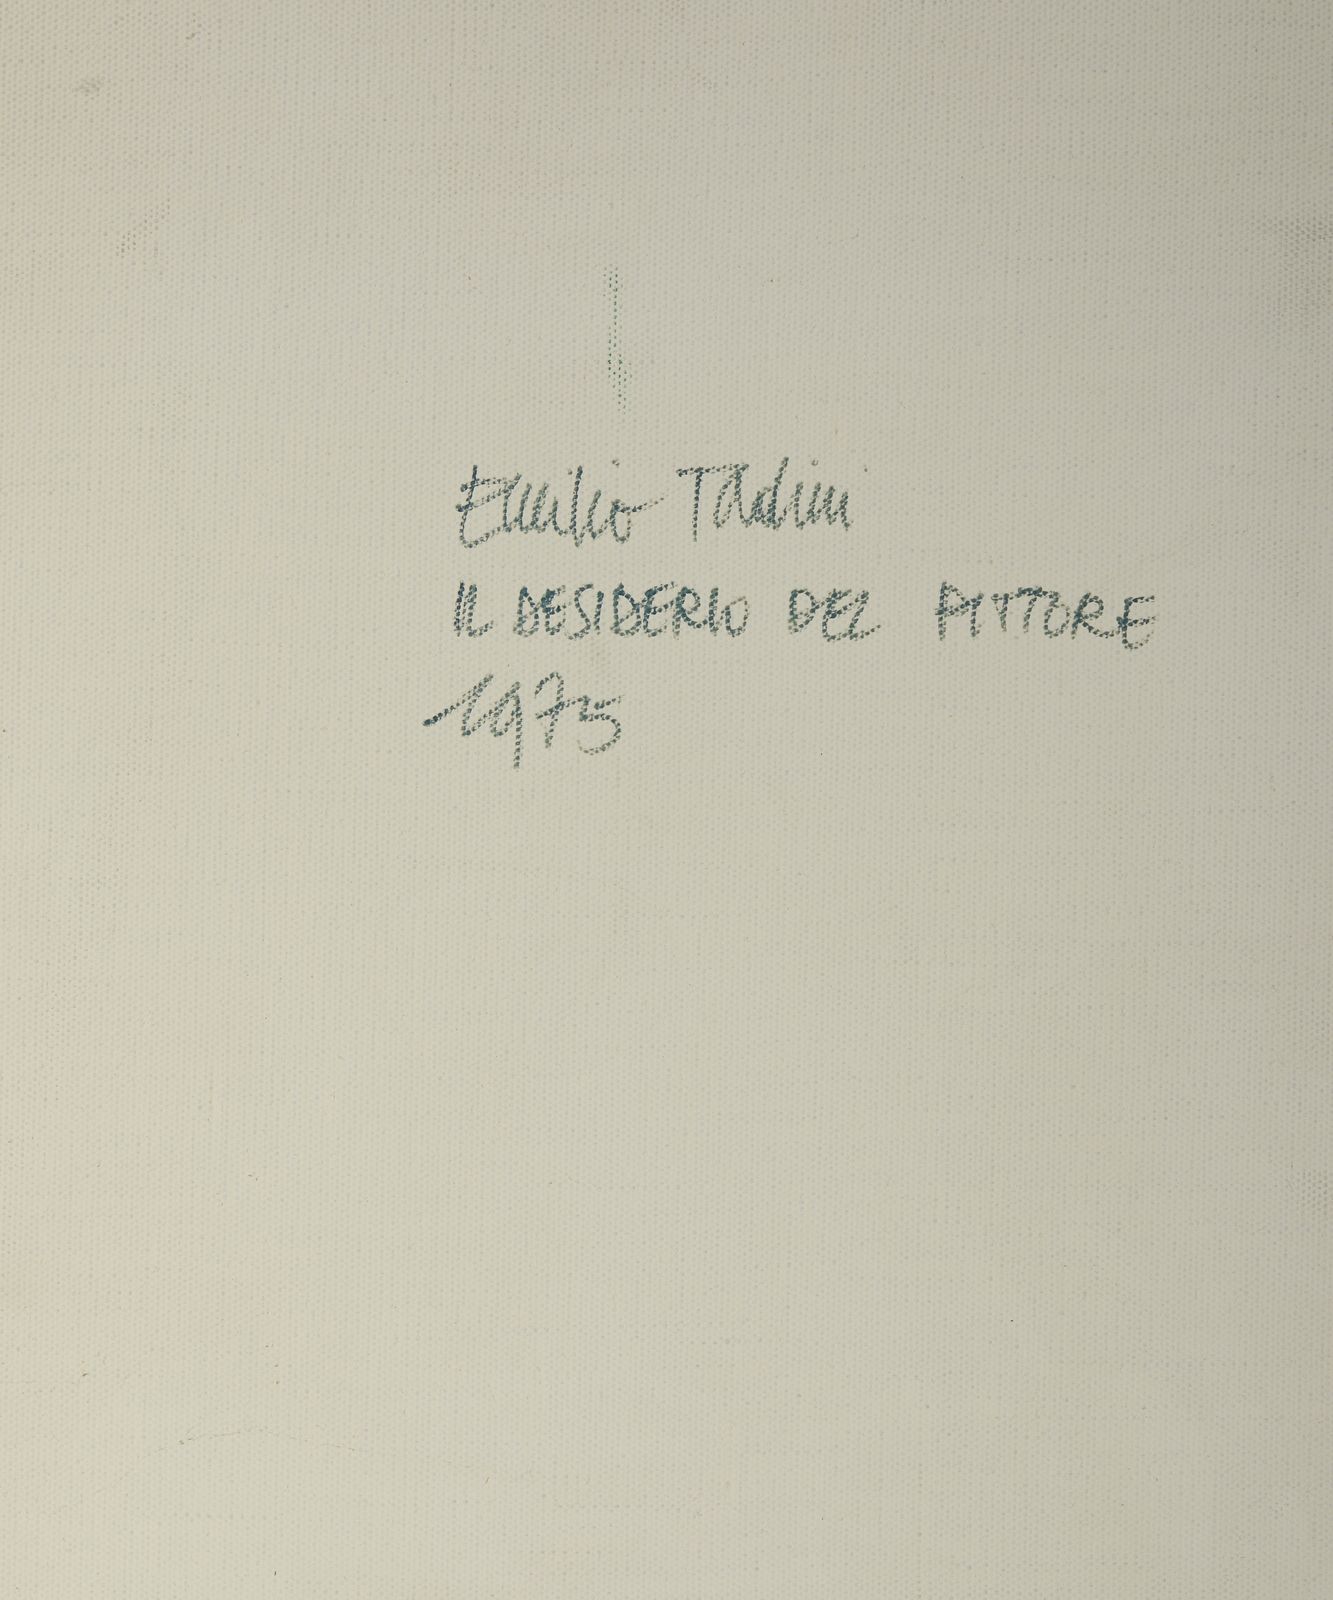 Emilio Tadini
IL DESIDERIO DEL PITTORE
1975